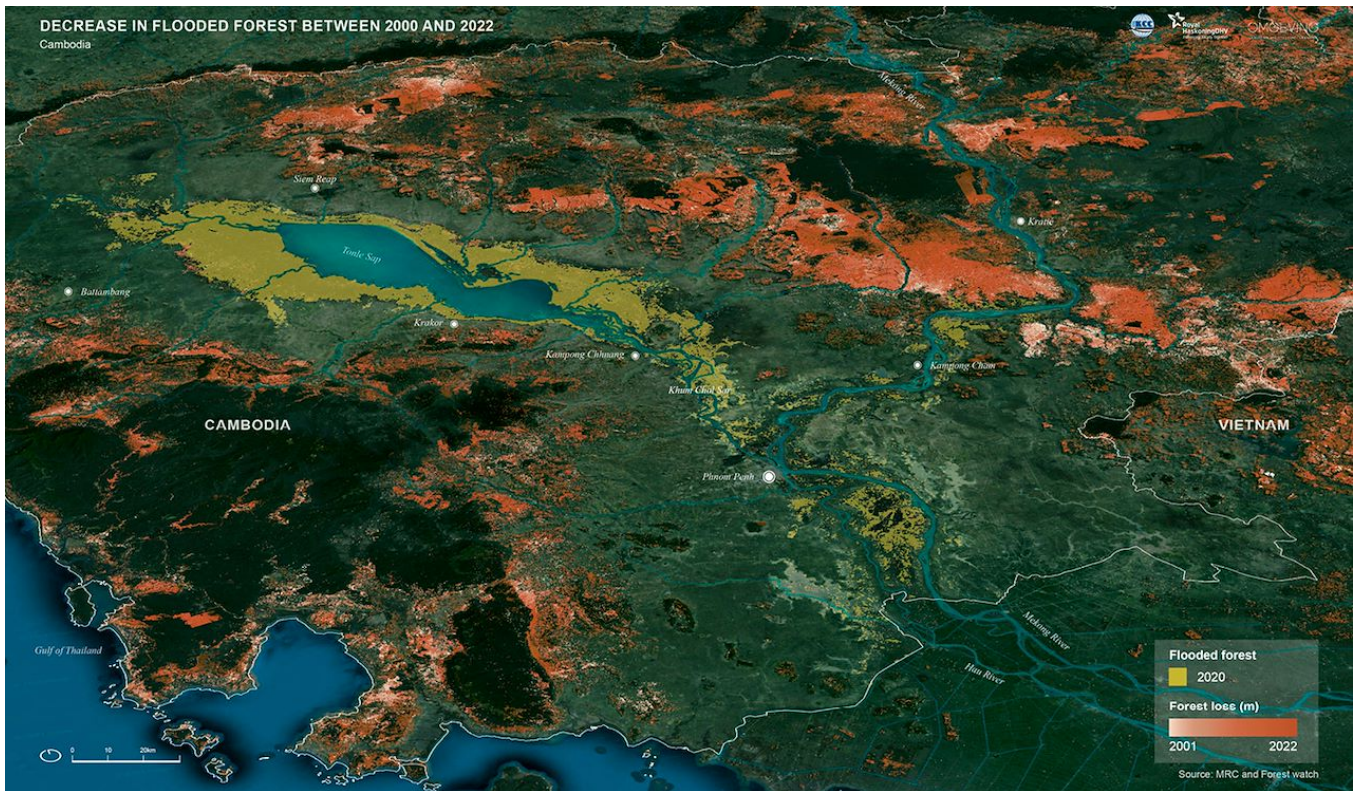 DECREASE IN FLOODED FOREST BETWEEN 2000 AND 2022
Cambodia
KCC
Royal
HaskoningDHV
Mekong River
Siem Reap
Kratie
Tonle Sap
Battambang
Krakor
Kampong Chhnang
Kampong Cham
Khum Chol Sar
CAMBODIA
VIETNAM
Phnom Penh
Gulf of Thailand
Mekong River
Hau River
Flooded forest
2020
Forest loss (m)
2001 2022
0 10 20km
Source: MRC and Forest watch